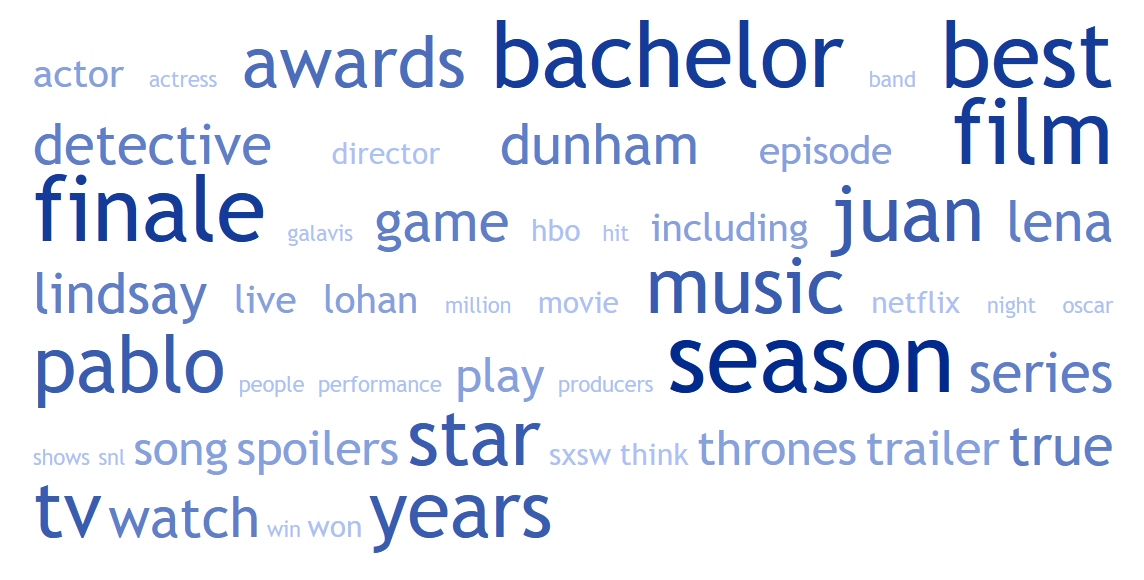 actor actress awards bachelor band best
detective director dunham episode film
finale galavis game hbo hit including juan lena
lindsay live lohan million movie music netflix night oscar
pablo people performance play producers season series
shows snl song spoilers star sxsw think thrones trailer true
tv watch win won years